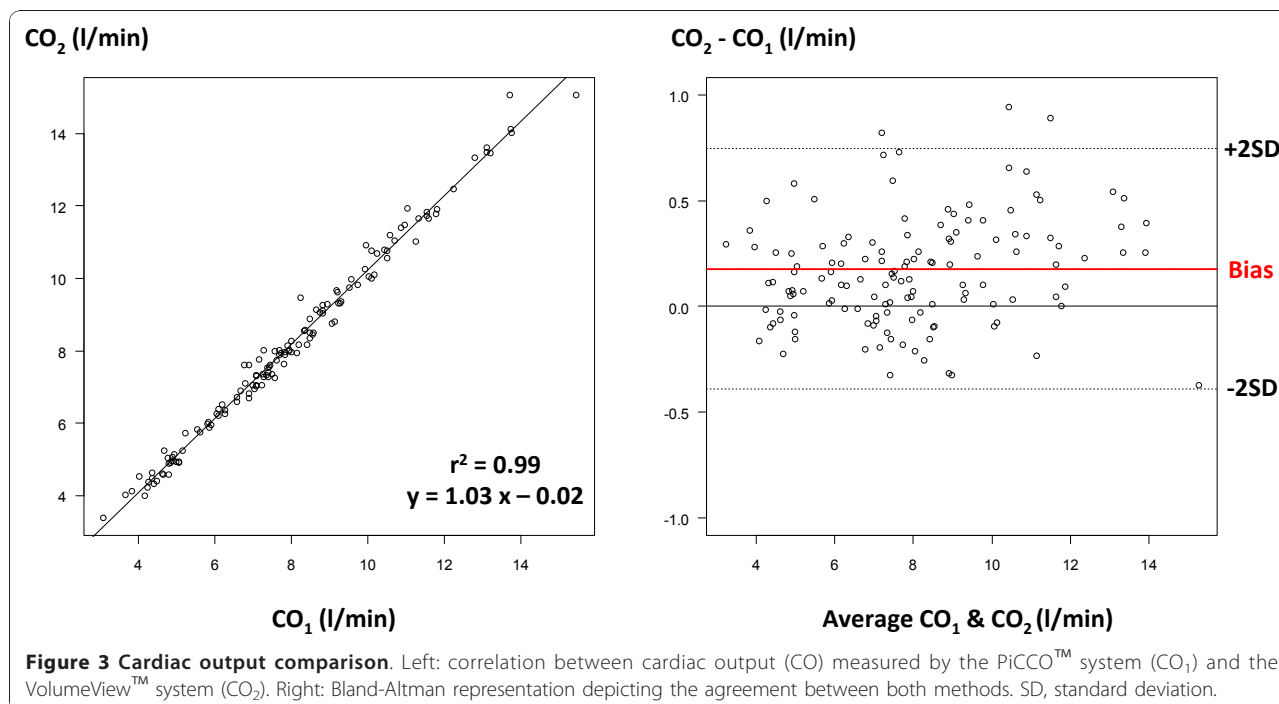 CO₂ (l/min)
14
12
10
8
6
4
r² = 0.99
y = 1.03 x – 0.02
4 6 8 10 12 14
CO₁ (l/min)
CO₂ - CO₁ (l/min)
1.0
0.5
0.0
-0.5
-1.0
+2SD
Bias
-2SD
4 6 8 10 12 14
Average CO₁ & CO₂ (l/min)
Figure 3 Cardiac output comparison. Left: correlation between cardiac output (CO) measured by the PiCCO™ system (CO₁) and the
VolumeView™ system (CO₂). Right: Bland-Altman representation depicting the agreement between both methods. SD, standard deviation.